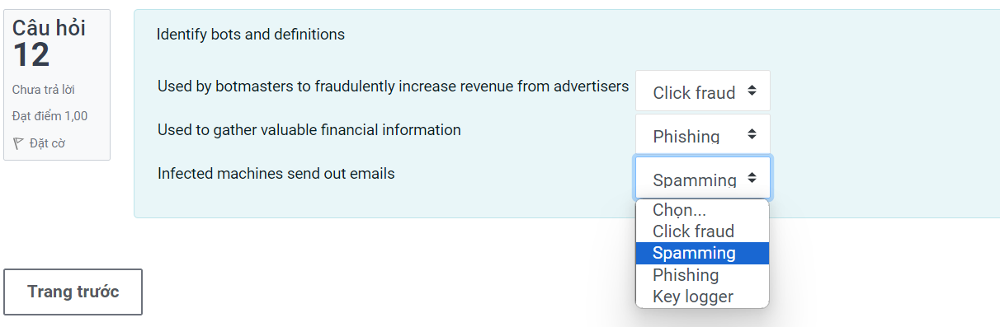 Câu hỏi
12
Chưa trả lời
Đạt điểm 1,00
Đặt cờ
Identify bots and definitions
Used by botmasters to fraudulently increase revenue from advertisers Click fraud
Used to gather valuable financial information Phishing
Infected machines send out emails Spamming
Chọn...
Click fraud
Spamming
Phishing
Key logger
Trang trước